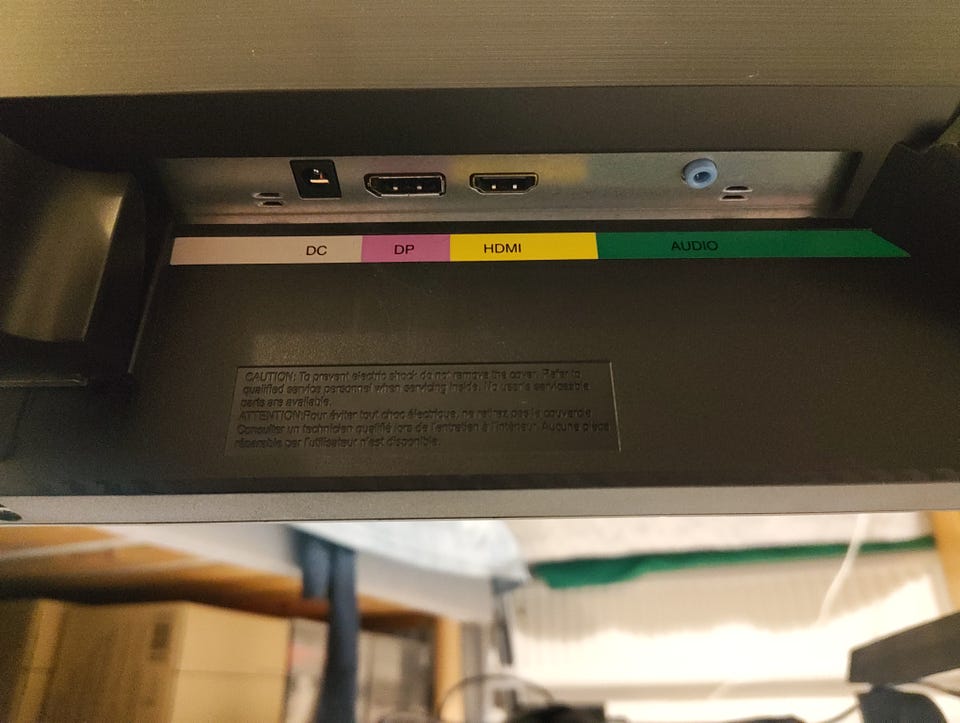 DC DP HDMI AUDIO
CAUTION: To prevent electric shock do not remove the cover. Refer to
qualified service personnel when servicing inside. No user's serviceable
parts are available.
ATTENTION:Pour éviter tout choc électrique, ne retirez pas le couvercle
Consulter un technicien qualifié lors de l'entretien à l'intérieur. Aucune pièce
réparable par l'utilisateur n'est disponible.